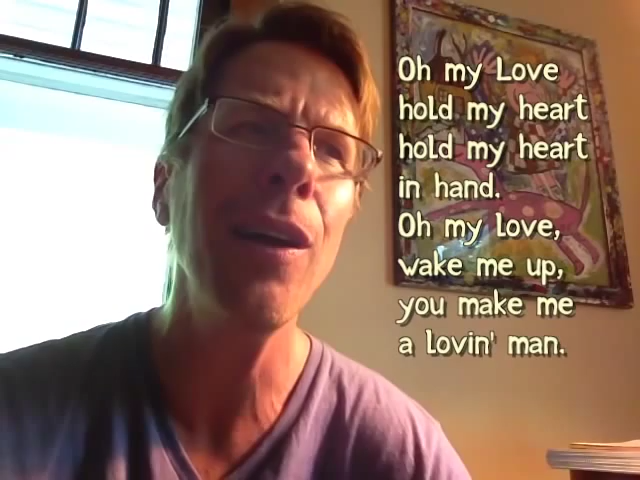 Oh my Love
hold my heart
hold my heart
in hand.
Oh my love,
wake me up,
you make me
a lovin' man.